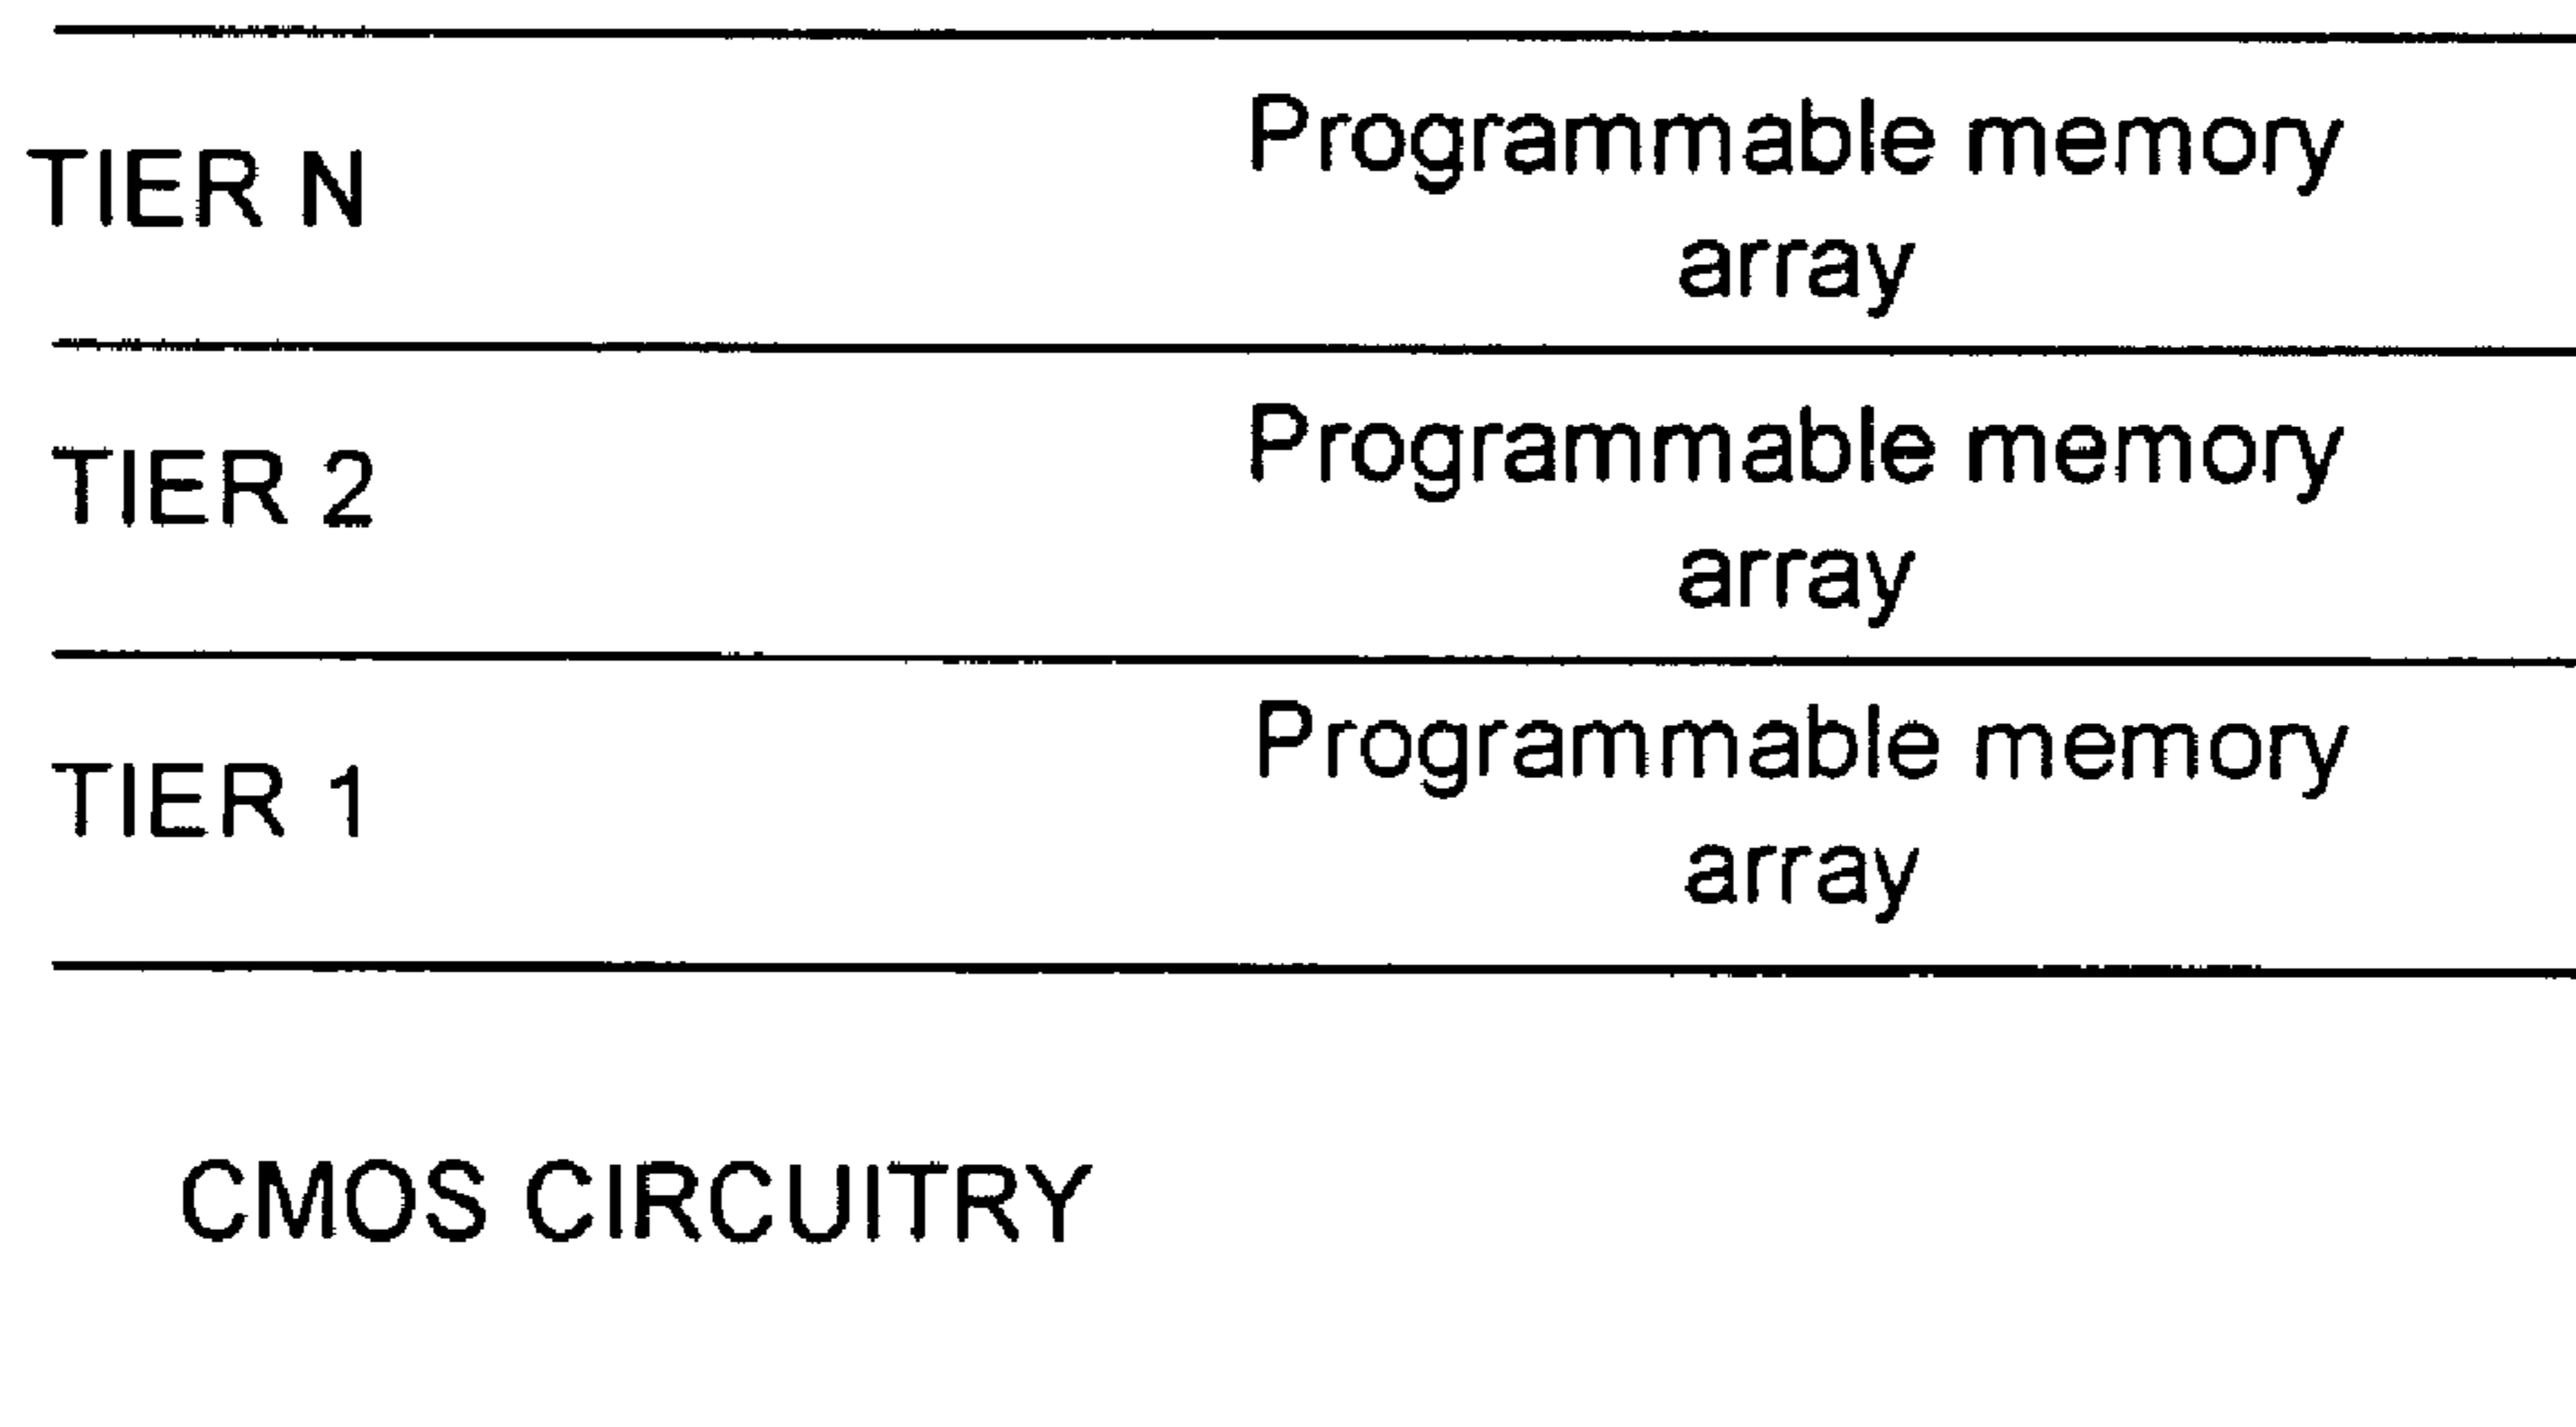 TIER N
Programmable memory
array
TIER 2
Programmable memory
array
TIER 1
Programmable memory
array
CMOS CIRCUITRY